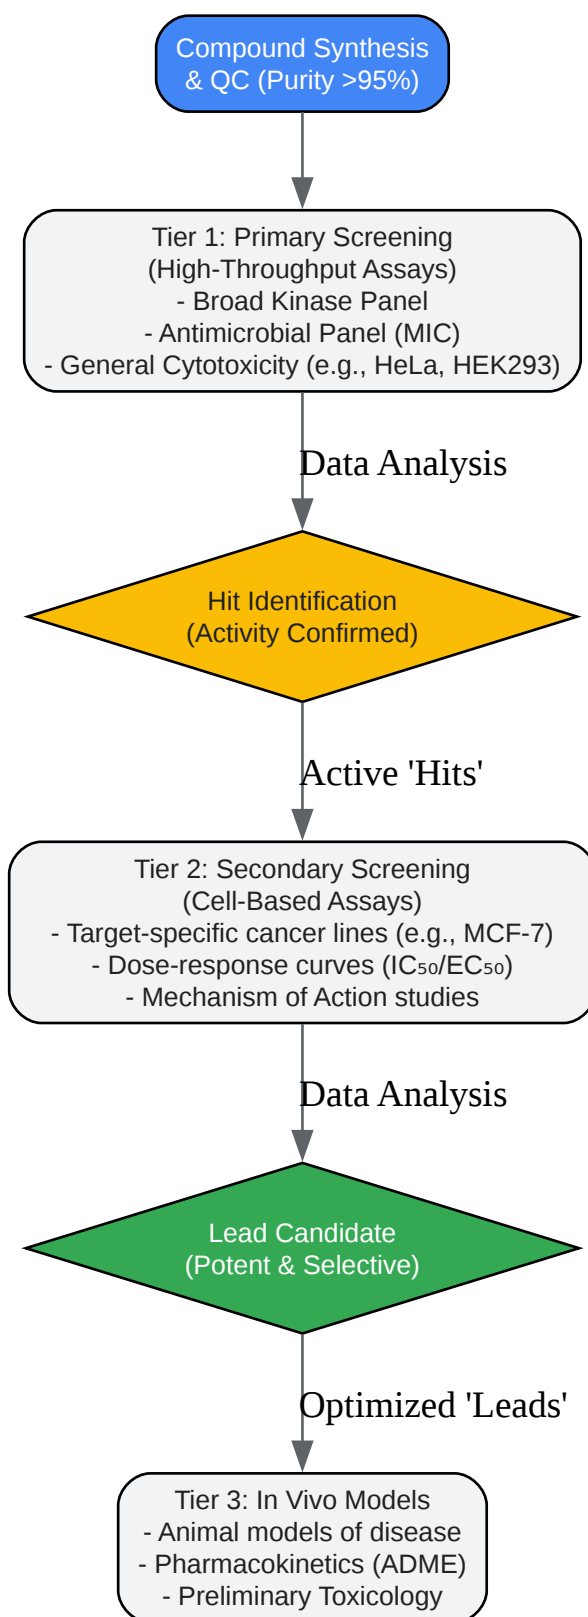 Compound Synthesis
& QC (Purity >95%)
Tier 1: Primary Screening
(High-Throughput Assays)
- Broad Kinase Panel
- Antimicrobial Panel (MIC)
- General Cytotoxicity (e.g., HeLa, HEK293)
Data Analysis
Hit Identification
(Activity Confirmed)
Active 'Hits'
Tier 2: Secondary Screening
(Cell-Based Assays)
- Target-specific cancer lines (e.g., MCF-7)
- Dose-response curves (IC₅₀/EC₅₀)
- Mechanism of Action studies
Data Analysis
Lead Candidate
(Potent & Selective)
Optimized 'Leads'
Tier 3: In Vivo Models
- Animal models of disease
- Pharmacokinetics (ADME)
- Preliminary Toxicology